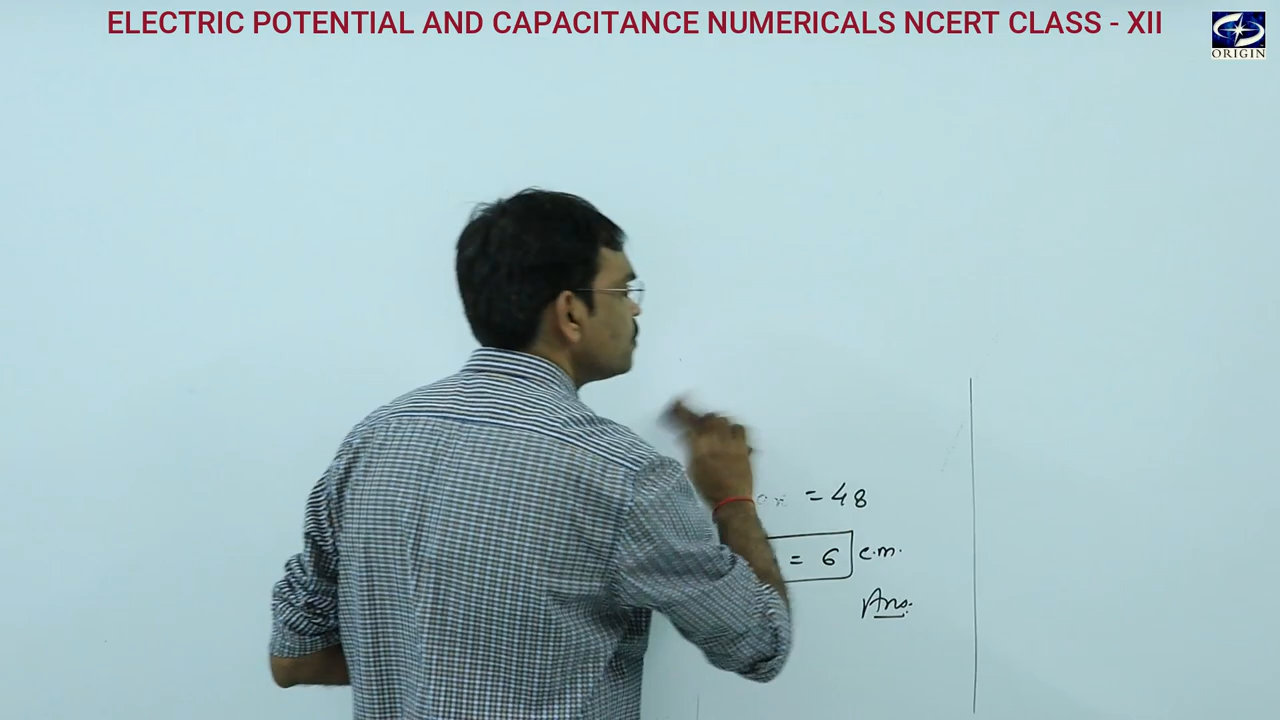 ELECTRIC POTENTIAL AND CAPACITANCE NUMERICALS NCERT CLASS - XII
ORIGIN
= 48
= 6 c.m.
Ans.